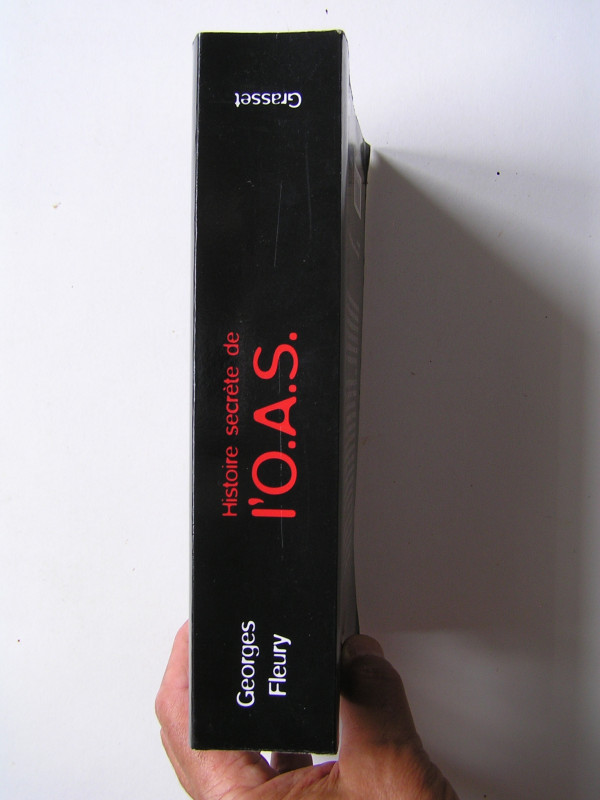 Georges
Fleury
Histoire secrète de
l'O.A.S.
Grasset